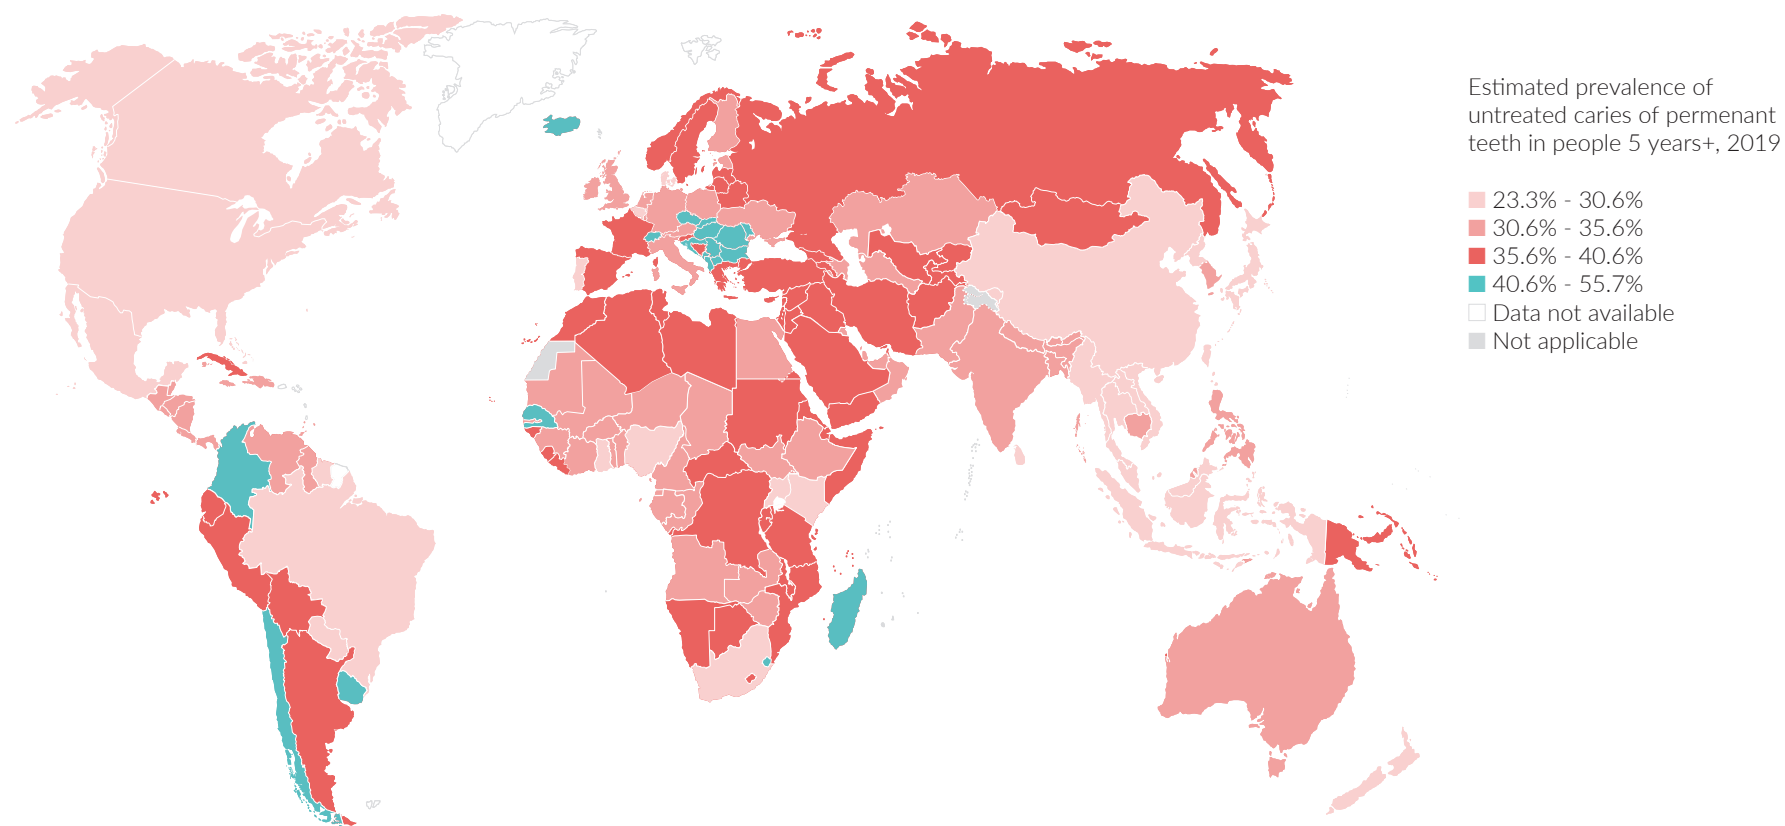 Estimated prevalence of
untreated caries of permenant
teeth in people 5 years+, 2019
23.3% - 30.6%
30.6% - 35.6%
35.6% - 40.6%
40.6% - 55.7%
Data not available
Not applicable